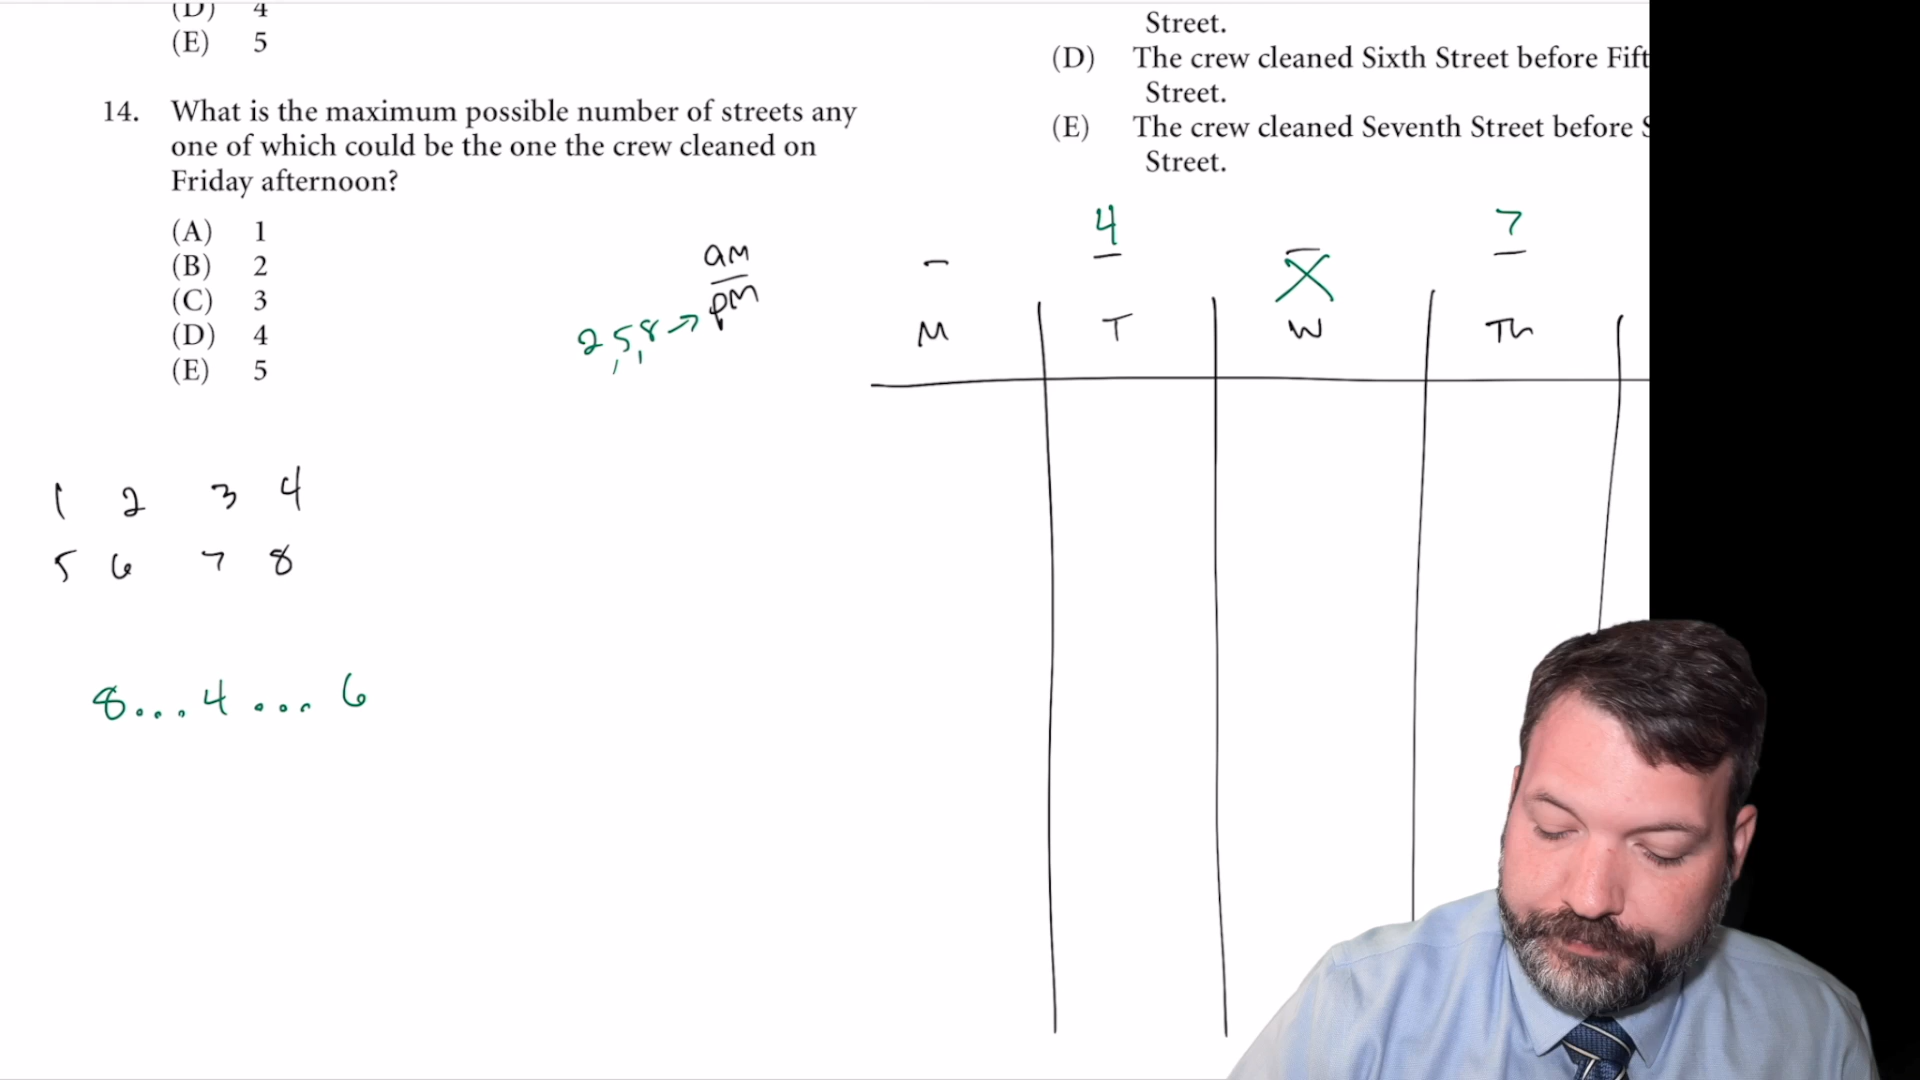 (D) 4
(E) 5
14. What is the maximum possible number of streets any
one of which could be the one the crew cleaned on
Friday afternoon?
(A) 1
(B) 2
(C) 3
(D) 4
(E) 5
Street.
(D) The crew cleaned Sixth Street before Fift
Street.
(E) The crew cleaned Seventh Street before S
Street.
4 7
am
pm
2, 5, 8 →
M T W Th
X
1 2 3 4
5 6 7 8
8...4...6